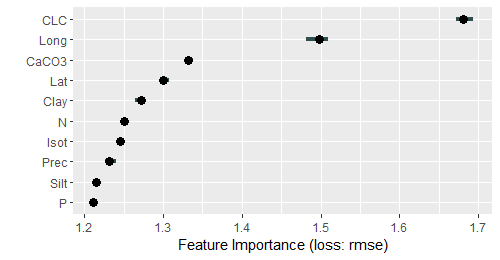 CLC
Long
CaCO3
Lat
Clay
N
Isot
Prec
Silt
P
1.2 1.3 1.4 1.5 1.6 1.7
Feature Importance (loss: rmse)